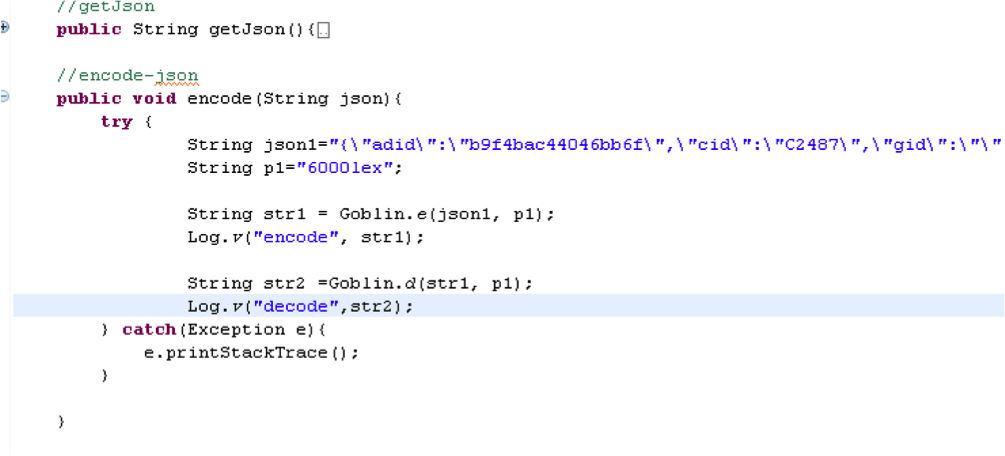 //getJson
public String getJson(){
//encode-json
public void encode(String json){
try {
String json1="{\"adid\":\"b9f4bac44046bb6f\",\"cid\":\"C2487\",\"gid\":\"\"
String p1="6000lex";
String str1 = Goblin.e(json1, p1);
Log.v("encode", str1);
String str2 =Goblin.d(str1, p1);
Log.v("decode",str2);
} catch(Exception e){
e.printStackTrace();
}
}